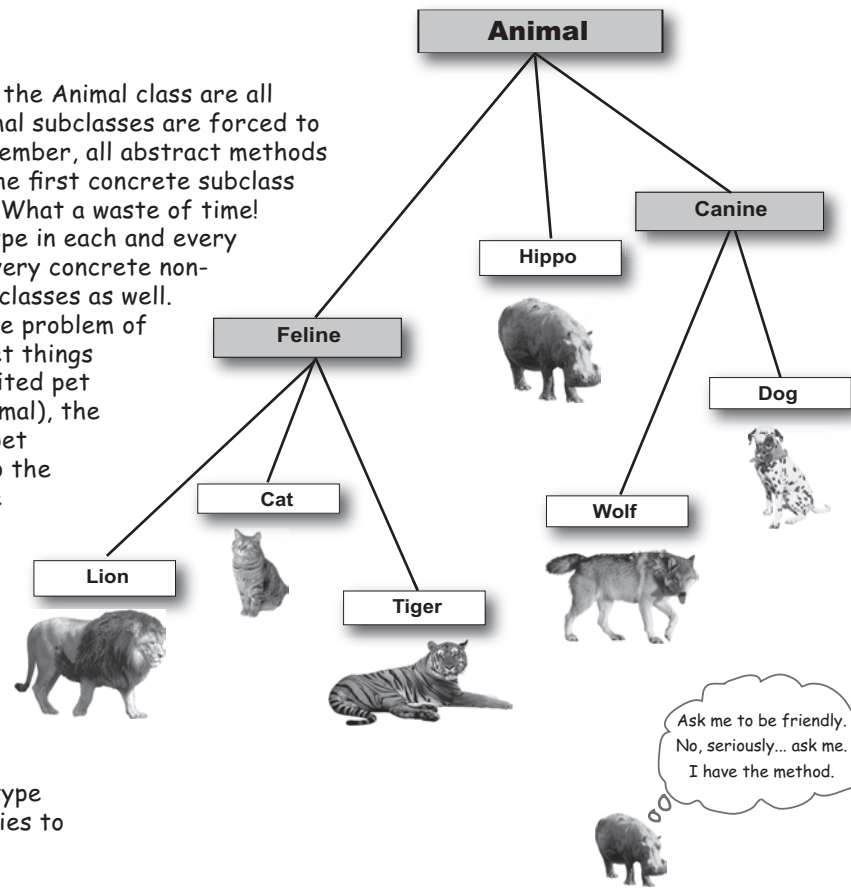 Animal
the Animal class are all
nal subclasses are forced to
ember, all abstract methods
he first concrete subclass
What a waste of time!
pe in each and every
very concrete non-
classes as well.
e problem of
et things
ited pet
mal), the
pet
o the
e
Canine
Hippo
Feline
Dog
Cat
Wolf
Lion
Tiger
Ask me to be friendly.
No, seriously... ask me.
I have the method.
type
ies to